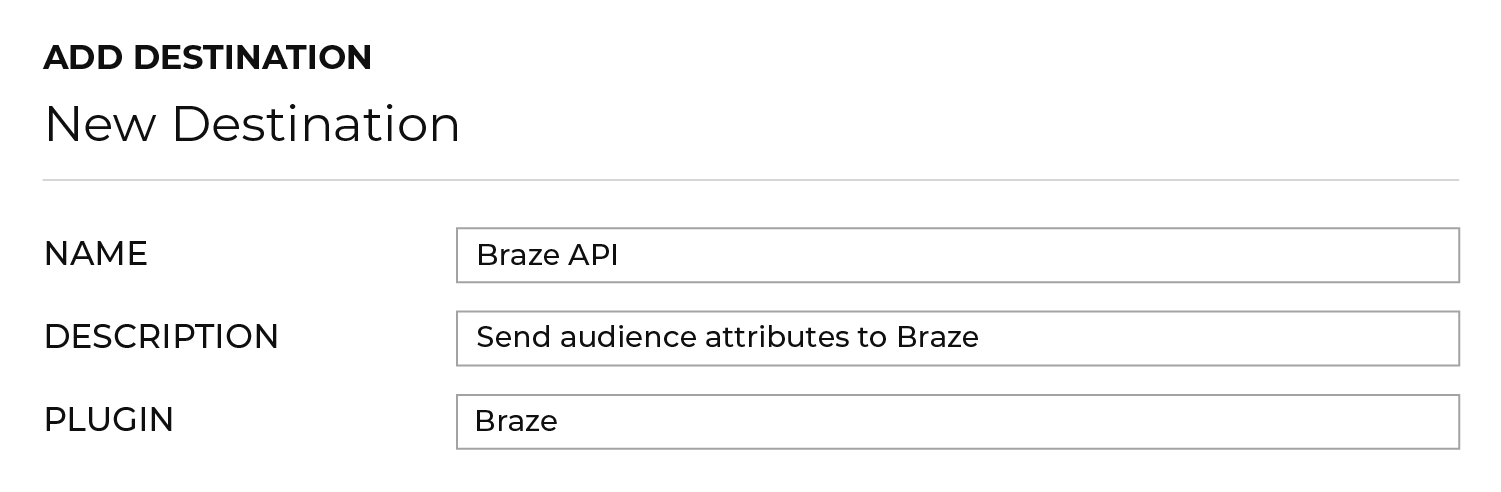 ADD DESTINATION
New Destination
NAME Braze API
DESCRIPTION Send audience attributes to Braze
PLUGIN Braze